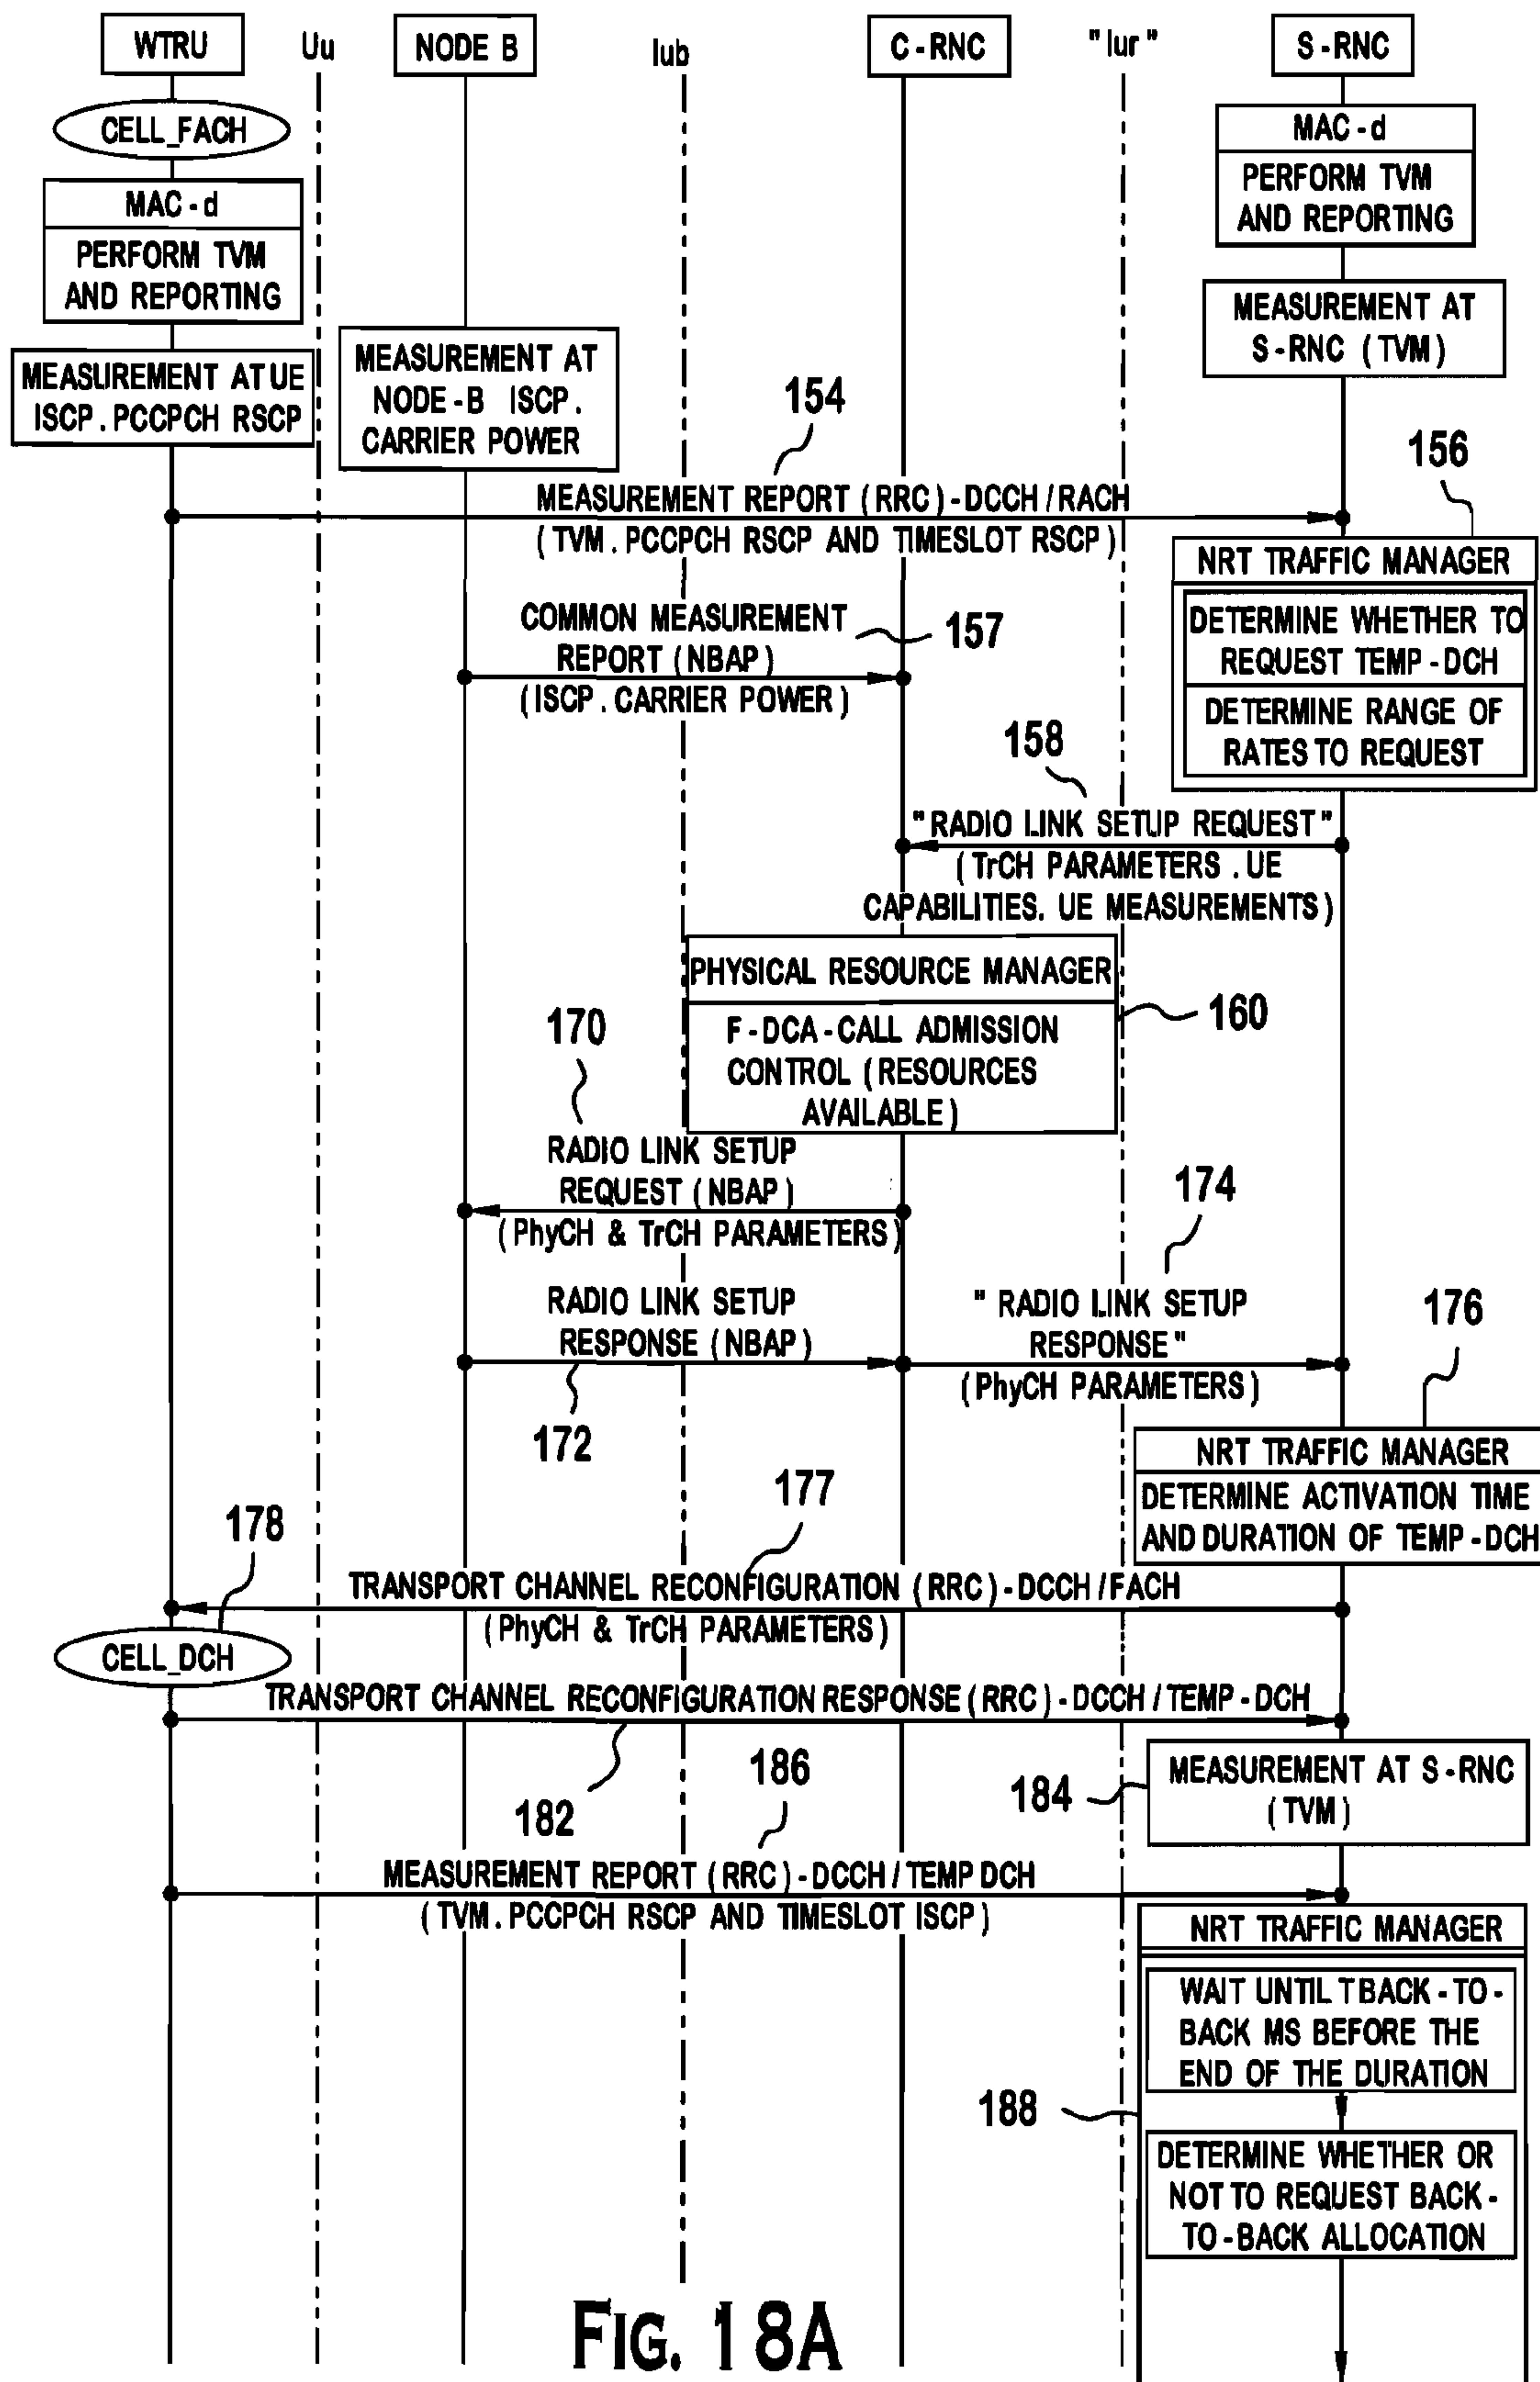 WTRU
Uu
NODE B
Iub
C-RNC
"Iur"
S-RNC
CELL_FACH
MAC-d
PERFORM TVM
AND REPORTING
MEASUREMENT AT UE
ISCP.PCCPCH RSCP
MEASUREMENT AT
NODE-B ISCP.
CARRIER POWER
MAC-d
PERFORM TVM
AND REPORTING
MEASUREMENT AT
S-RNC (TVM)
154
MEASUREMENT REPORT (RRC)-DCCH/RACH
(TVM.PCCPCH RSCP AND TIMESLOT RSCP)
156
NRT TRAFFIC MANAGER
DETERMINE WHETHER TO
REQUEST TEMP-DCH
DETERMINE RANGE OF
RATES TO REQUEST
COMMON MEASUREMENT
REPORT (NBAP)
(ISCP.CARRIER POWER)
157
158
"RADIO LINK SETUP REQUEST"
(TrCH PARAMETERS.UE
CAPABILITIES. UE MEASUREMENTS)
PHYSICAL RESOURCE MANAGER
F-DCA-CALL ADMISSION
CONTROL (RESOURCES
AVAILABLE)
160
170
RADIO LINK SETUP
REQUEST (NBAP)
(PhyCH & TrCH PARAMETERS)
174
RADIO LINK SETUP
RESPONSE (NBAP)
172
" RADIO LINK SETUP
RESPONSE"
(PhyCH PARAMETERS)
176
NRT TRAFFIC MANAGER
DETERMINE ACTIVATION TIME
AND DURATION OF TEMP-DCH
177
178
TRANSPORT CHANNEL RECONFIGURATION (RRC)-DCCH/FACH
(PhyCH & TrCH PARAMETERS)
CELL_DCH
TRANSPORT CHANNEL RECONFIGURATION RESPONSE (RRC)-DCCH/TEMP-DCH
182
184
MEASUREMENT AT S-RNC
(TVM)
186
MEASUREMENT REPORT (RRC)-DCCH/TEMP DCH
(TVM.PCCPCH RSCP AND TIMESLOT ISCP)
NRT TRAFFIC MANAGER
WAIT UNTIL TBACK-TO-
BACK MS BEFORE THE
END OF THE DURATION
188
DETERMINE WHETHER OR
NOT TO REQUEST BACK-
TO-BACK ALLOCATION
FIG. 18A